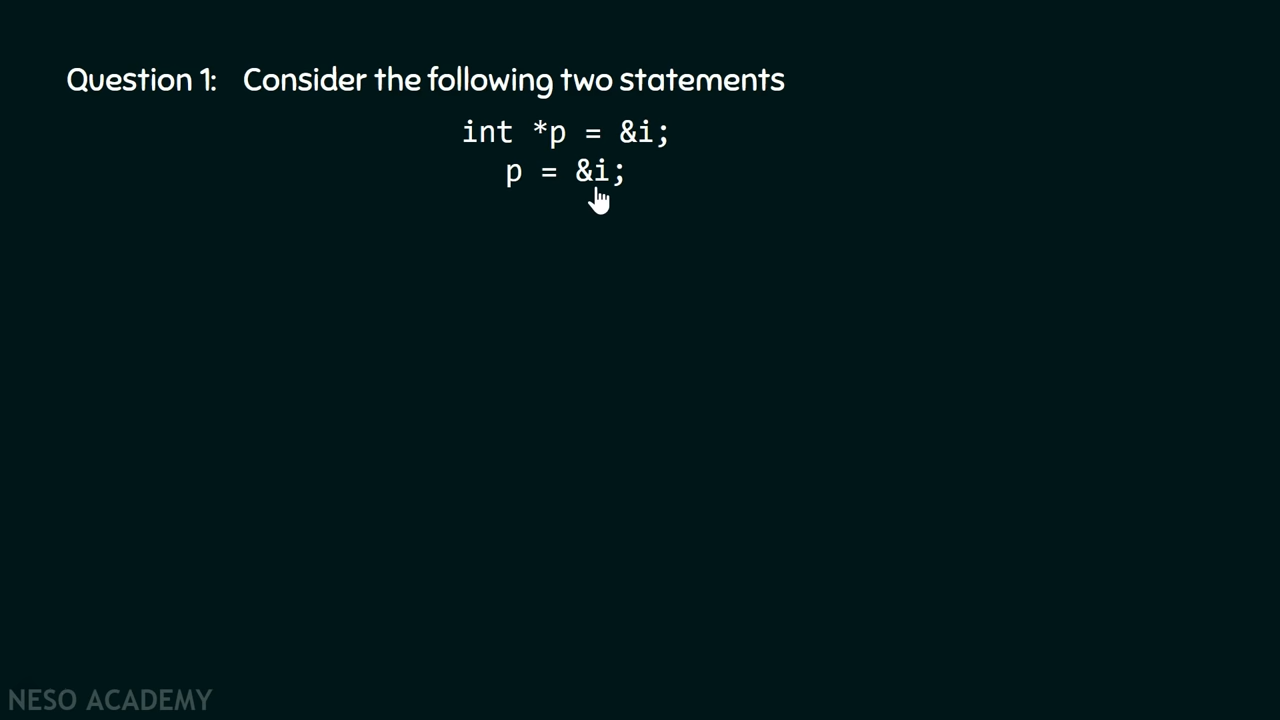 Question 1: Consider the following two statements
int *p = &i;
p = &i;
NESO ACADEMY